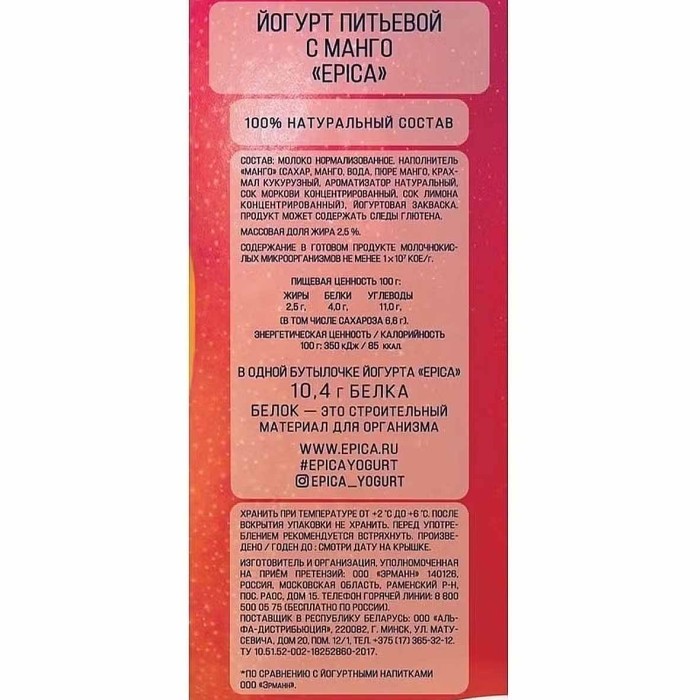 ЙОГУРТ ПИТЬЕВОЙ
С МАНГО
«EPICA»
100% НАТУРАЛЬНЫЙ СОСТАВ
СОСТАВ: МОЛОКО НОРМАЛИЗОВАННОЕ, НАПОЛНИТЕЛЬ
«МАНГО» (САХАР, МАНГО, ВОДА, ПЮРЕ МАНГО, КРАХ-
МАЛ КУКУРУЗНЫЙ, АРОМАТИЗАТОР НАТУРАЛЬНЫЙ,
СОК МОРКОВИ КОНЦЕНТРИРОВАННЫЙ, СОК ЛИМОНА
КОНЦЕНТРИРОВАННЫЙ), ЙОГУРТОВАЯ ЗАКВАСКА.
ПРОДУКТ МОЖЕТ СОДЕРЖАТЬ СЛЕДЫ ГЛЮТЕНА.
МАССОВАЯ ДОЛЯ ЖИРА 2,5 %.
СОДЕРЖАНИЕ В ГОТОВОМ ПРОДУКТЕ МОЛОЧНОКИС-
ЛЫХ МИКРООРГАНИЗМОВ НЕ МЕНЕЕ 1×10⁷ КОЕ/г.
ПИЩЕВАЯ ЦЕННОСТЬ 100 г:
ЖИРЫ БЕЛКИ УГЛЕВОДЫ
2,5 г, 4,0 г, 11,0 г,
(В ТОМ ЧИСЛЕ САХАРОЗА 6,6 г).
ЭНЕРГЕТИЧЕСКАЯ ЦЕННОСТЬ / КАЛОРИЙНОСТЬ
100 г: 350 кДж / 85 ккал.
В ОДНОЙ БУТЫЛОЧКЕ ЙОГУРТА «EPICA»
10,4 г БЕЛКА
БЕЛОК — ЭТО СТРОИТЕЛЬНЫЙ
МАТЕРИАЛ ДЛЯ ОРГАНИЗМА
WWW.EPICA.RU
#EPICAYOGURT
EPICA_YOGURT
ХРАНИТЬ ПРИ ТЕМПЕРАТУРЕ ОТ +2 °С ДО +6 °С. ПОСЛЕ
ВСКРЫТИЯ УПАКОВКИ НЕ ХРАНИТЬ. ПЕРЕД УПОТРЕ-
БЛЕНИЕМ РЕКОМЕНДУЕТСЯ ВСТРЯХНУТЬ. ПРОИЗВЕ-
ДЕНО / ГОДЕН ДО : СМОТРИ ДАТУ НА КРЫШКЕ.
ИЗГОТОВИТЕЛЬ И ОРГАНИЗАЦИЯ, УПОЛНОМОЧЕННАЯ
НА ПРИЁМ ПРЕТЕНЗИЙ: ООО «ЭРМАНН» 140126,
РОССИЯ, МОСКОВСКАЯ ОБЛАСТЬ, РАМЕНСКИЙ Р-Н,
ПОС. РАОС, ДОМ 15. ТЕЛЕФОН ГОРЯЧЕЙ ЛИНИИ: 8 800
500 05 75 (БЕСПЛАТНО ПО РОССИИ).
ПОСТАВЩИК В РЕСПУБЛИКУ БЕЛАРУСЬ: ООО «АЛЬ-
ФА-ДИСТРИБЬЮЦИЯ», 220082, Г. МИНСК, УЛ. МАТУ-
СЕВИЧА, ДОМ 20, ПОМ. 12/1, ТЕЛ. +375 (17) 365-32-12.
ТУ 10.51.52-002-18252860-2017.
*ПО СРАВНЕНИЮ С ЙОГУРТНЫМИ НАПИТКАМИ
ООО «Эрманн».